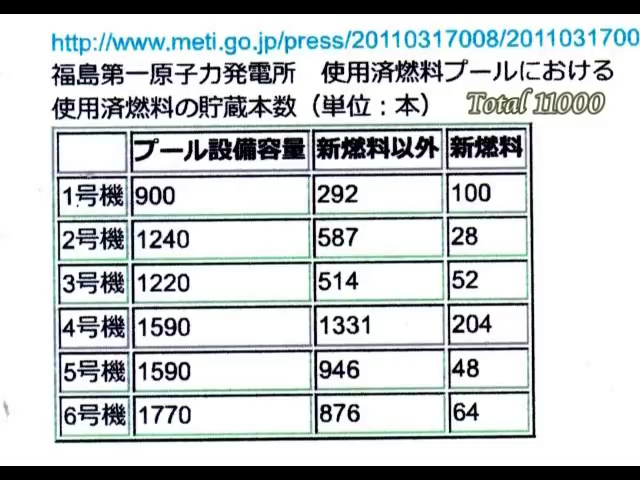 http://www.meti.go.jp/press/20110317008/201103170
福島第一原子力発電所 使用済燃料プールにおける
使用済燃料の貯蔵本数（単位：本） Total 11000
プール設備容量 新燃料以外 新燃料
1号機 900 292 100
2号機 1240 587 28
3号機 1220 514 52
4号機 1590 1331 204
5号機 1590 946 48
6号機 1770 876 64